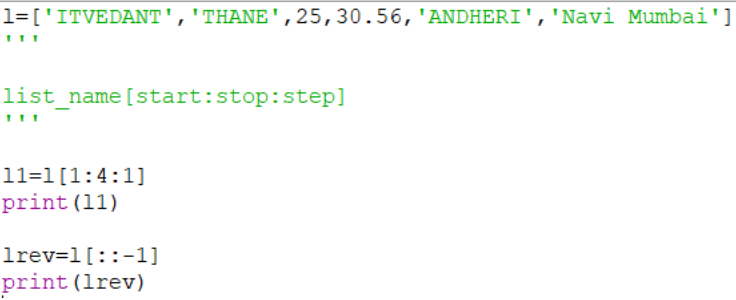 l=['ITVEDANT','THANE',25,30.56,'ANDHERI','Navi Mumbai']
'''
list_name[start:stop:step]
'''
l1=l[1:4:1]
print(l1)
lrev=l[::-1]
print(lrev)